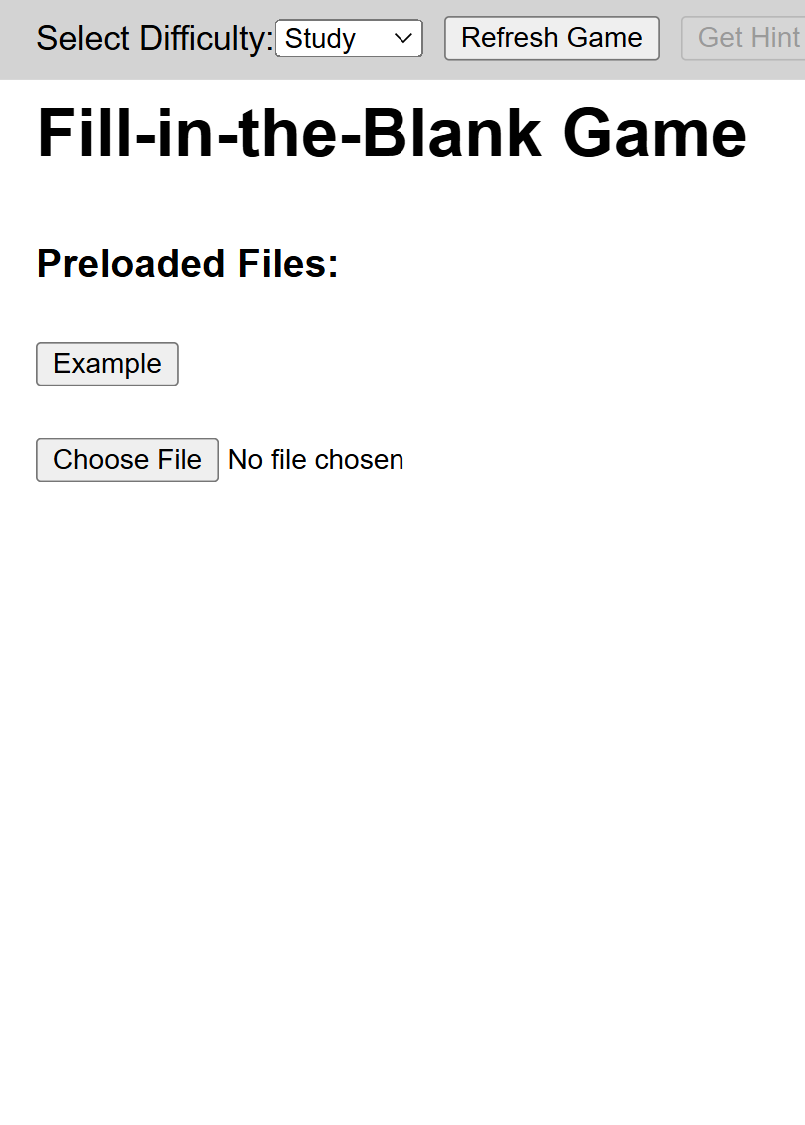 Select Difficulty: Study Refresh Game Get Hint
Fill-in-the-Blank Game
Preloaded Files:
Example
Choose File No file chosen